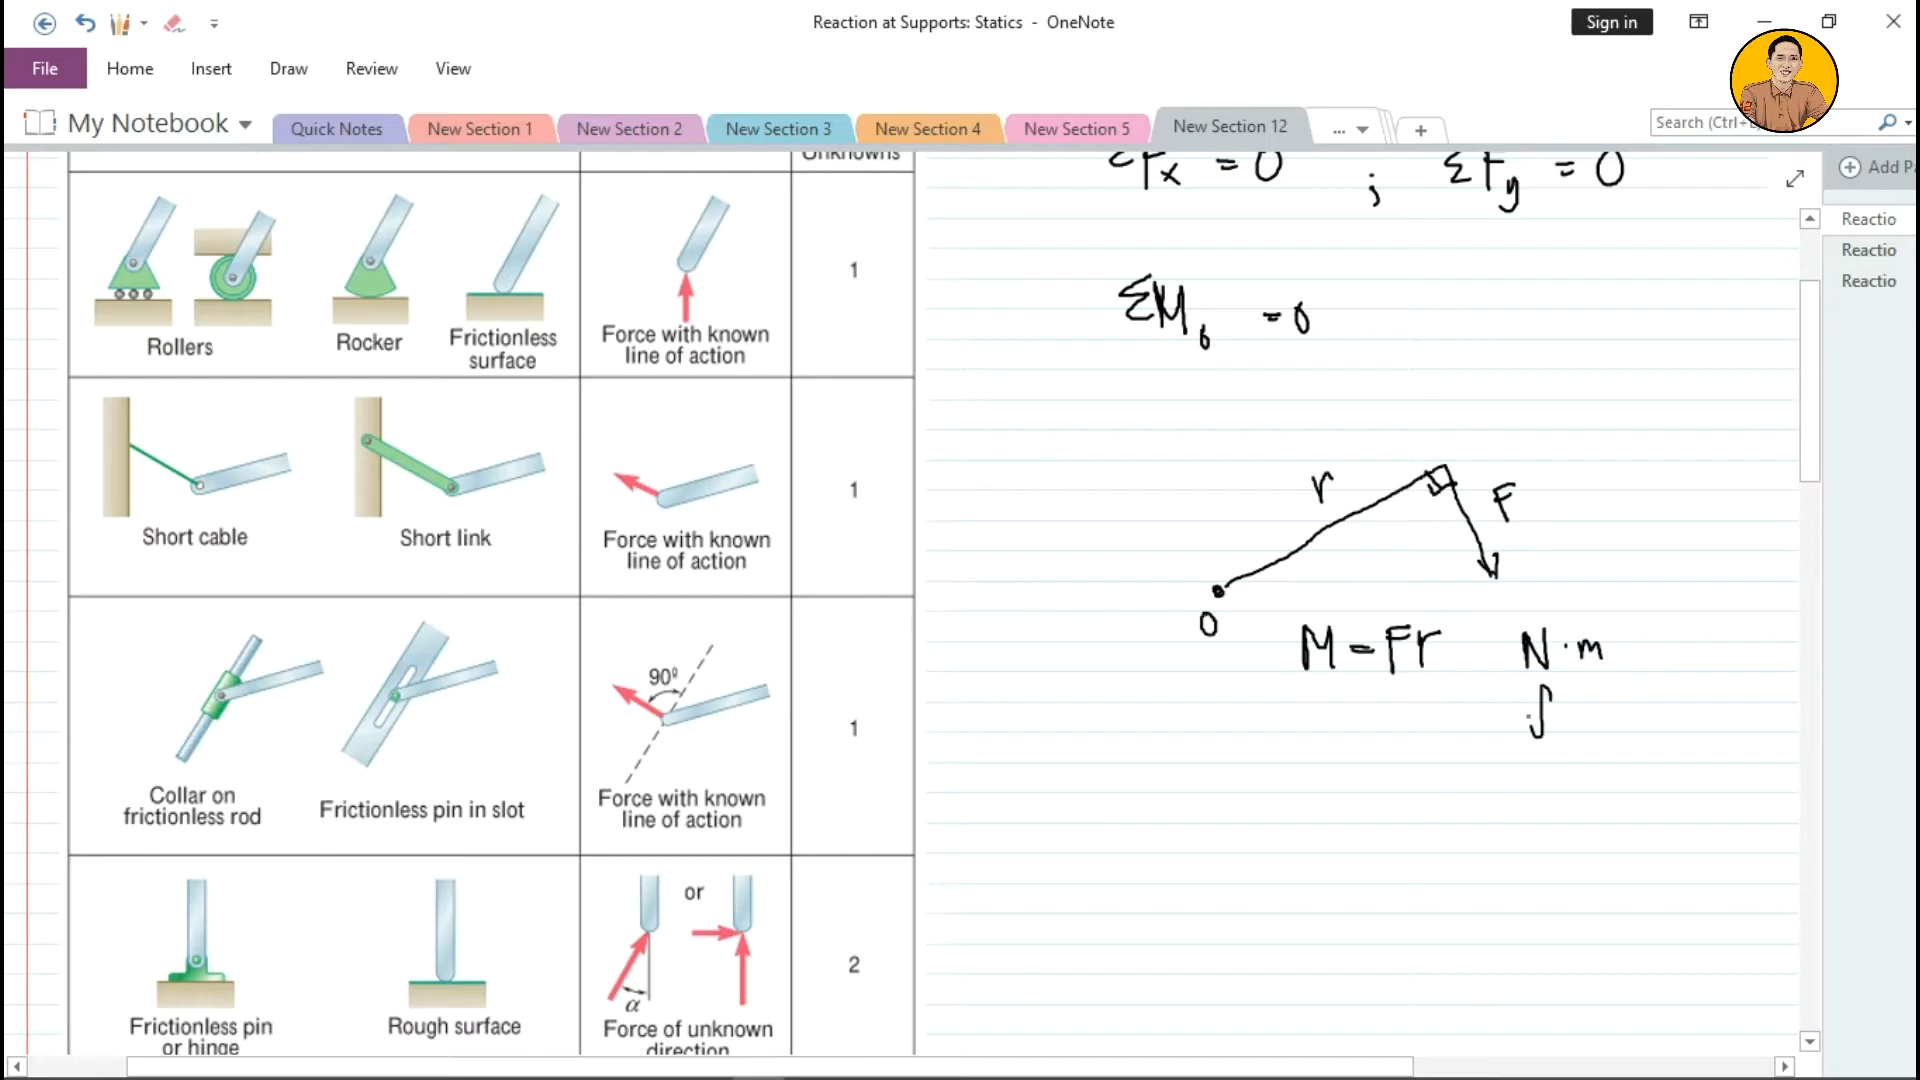 Reaction at Supports: Statics - OneNote
Sign in
File Home Insert Draw Review View
My Notebook
Quick Notes
New Section 1
New Section 2
New Section 3
New Section 4
New Section 5
New Section 12
...
+
Search (Ctrl+
Add P
Reactio
Reactio
Reactio
Unknowns
Rollers
Rocker
Frictionless
surface
Force with known
line of action
1
Short cable
Short link
Force with known
line of action
1
Collar on
frictionless rod
Frictionless pin in slot
90º
Force with known
line of action
1
Frictionless pin
or hinge
Rough surface
or
α
Force of unknown
direction
2
ΣFx = 0 ; ΣFy = 0
ΣM₀ = 0
r
F
O
M = Fr N·m